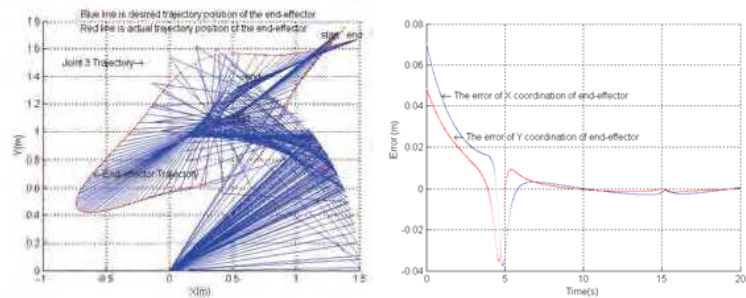 Blue line is desired trajectory position of the end-effector
Red line is actual trajectory position of the end-effector
start
end
Joint 3 Trajectory→
end
←End-effector Trajectory
Y(m)
1.8
1.6
1.4
1.2
1
0.8
0.6
0.4
0.2
0
-1
-0.5
0
0.5
1
1.5
X(m)
Error (m)
0.08
0.06
0.04
0.02
0
-0.02
-0.04
← The error of X coordination of end-effector
← The error of Y coordination of end-effector
0
5
10
15
20
Time(s)